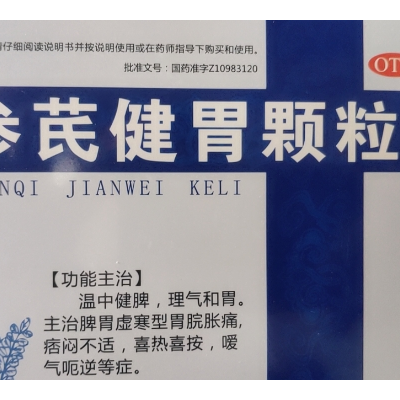 请仔细阅读说明书并按说明使用或在药师指导下购买和使用。
批准文号：国药准字Z10983120
OT
参芪健胃颗粒
NQI JIANWEI KELI
【功能主治】
温中健脾，理气和胃。
主治脾胃虚寒型胃脘胀痛，
痞闷不适，喜热喜按，嗳
气呃逆等症。